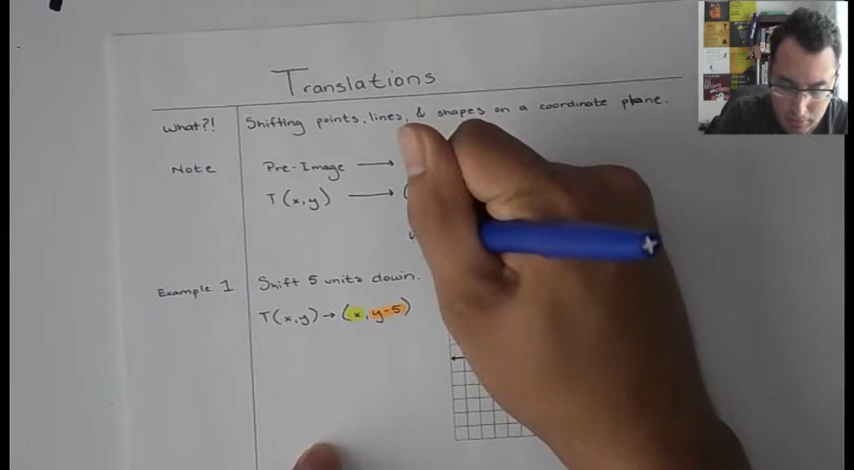 Translations
What?! Shifting points, lines, & shapes on a coordinate plane.
Note Pre-Image →
T(x,y) → (
Example 1 Shift 5 units down.
T(x,y) → (x, y-5)